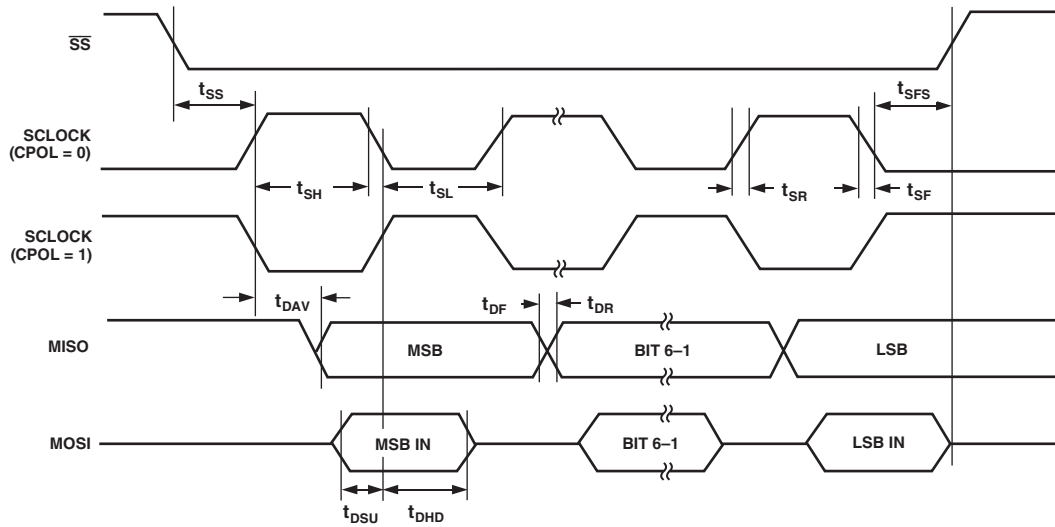 SS
tSS
tSFS
SCLOCK
(CPOL = 0)
tSH
tSL
tSR
tSF
SCLOCK
(CPOL = 1)
tDAV
tDF
tDR
MISO
MSB
BIT 6–1
LSB
MOSI
MSB IN
BIT 6–1
LSB IN
tDSU
tDHD